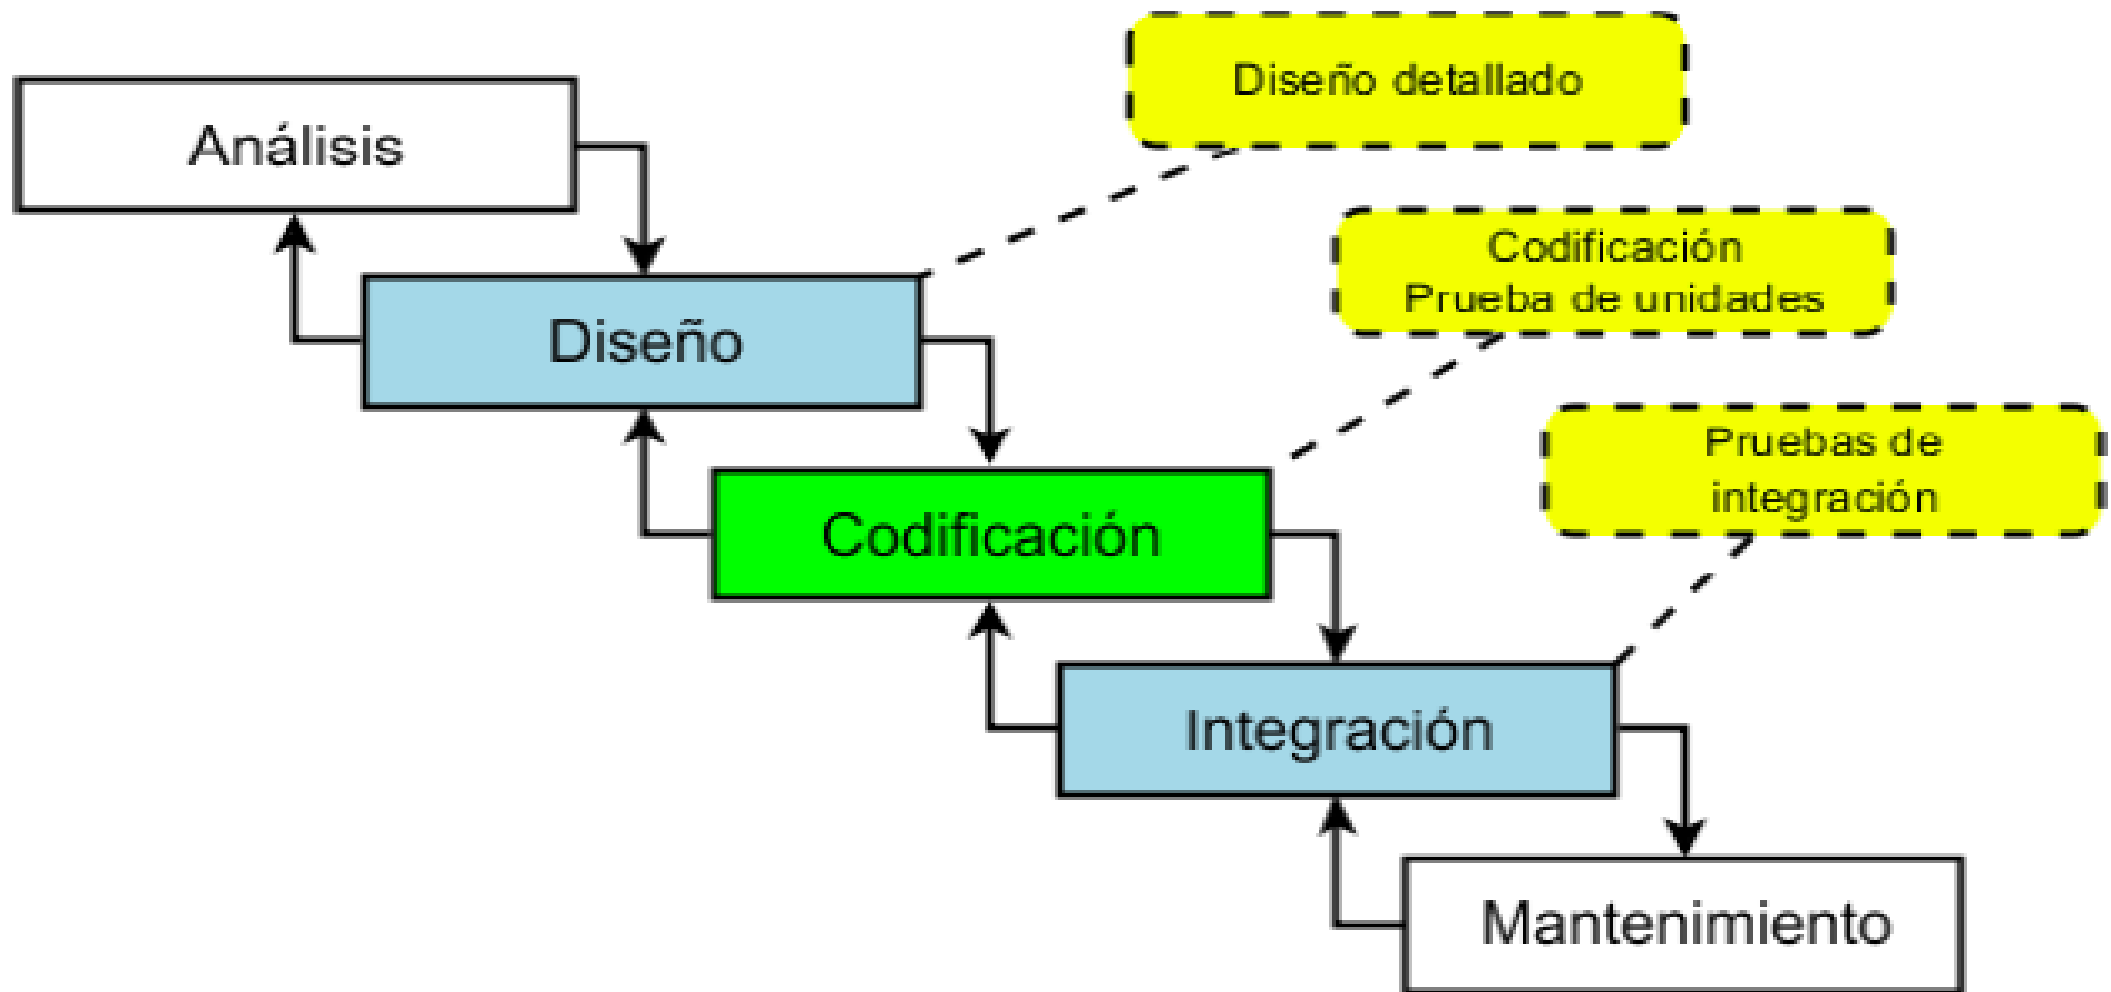 Diseño detallado
Análisis
Codificación
Prueba de unidades
Diseño
Pruebas de
integración
Codificación
Integración
Mantenimiento